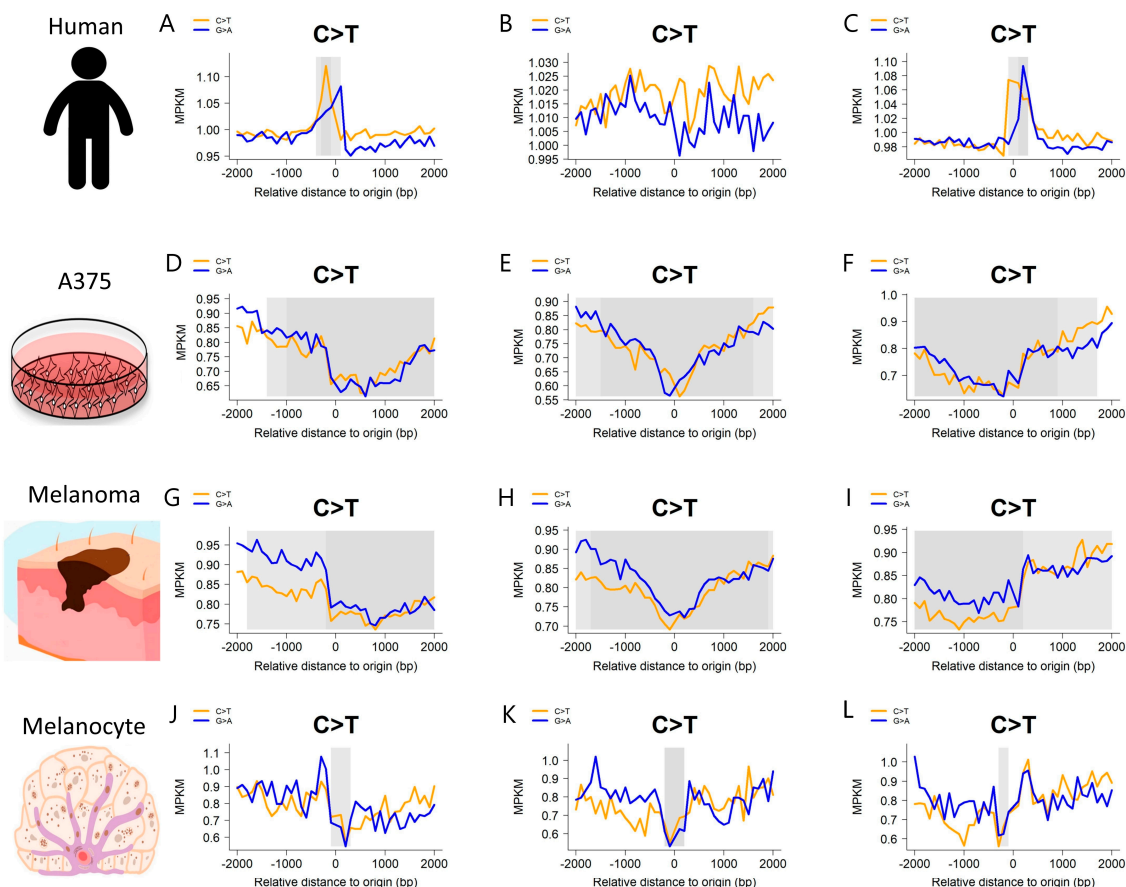 Human
A
C>T
G>A
C>T
MPKM
1.10
1.05
1.00
0.95
-2000 -1000 0 1000 2000
Relative distance to origin (bp)
B
C>T
G>A
C>T
MPKM
1.030
1.025
1.020
1.015
1.010
1.005
1.000
0.995
-2000 -1000 0 1000 2000
Relative distance to origin (bp)
C
C>T
G>A
C>T
MPKM
1.10
1.08
1.06
1.04
1.02
1.00
0.98
-2000 -1000 0 1000 2000
Relative distance to origin (bp)
A375
D
C>T
G>A
C>T
MPKM
0.95
0.90
0.85
0.80
0.75
0.70
0.65
-2000 -1000 0 1000 2000
Relative distance to origin (bp)
E
C>T
G>A
C>T
MPKM
0.90
0.85
0.80
0.75
0.70
0.65
0.60
0.55
-2000 -1000 0 1000 2000
Relative distance to origin (bp)
F
C>T
G>A
C>T
MPKM
1.0
0.9
0.8
0.7
-2000 -1000 0 1000 2000
Relative distance to origin (bp)
Melanoma
G
C>T
G>A
C>T
MPKM
0.95
0.90
0.85
0.80
0.75
-2000 -1000 0 1000 2000
Relative distance to origin (bp)
H
C>T
G>A
C>T
MPKM
0.90
0.85
0.80
0.75
0.70
-2000 -1000 0 1000 2000
Relative distance to origin (bp)
I
C>T
G>A
C>T
MPKM
0.95
0.90
0.85
0.80
0.75
-2000 -1000 0 1000 2000
Relative distance to origin (bp)
Melanocyte
J
C>T
G>A
C>T
MPKM
1.1
1.0
0.9
0.8
0.7
0.6
-2000 -1000 0 1000 2000
Relative distance to origin (bp)
K
C>T
G>A
C>T
MPKM
1.0
0.9
0.8
0.7
0.6
-2000 -1000 0 1000 2000
Relative distance to origin (bp)
L
C>T
G>A
C>T
MPKM
1.0
0.9
0.8
0.7
0.6
-2000 -1000 0 1000 2000
Relative distance to origin (bp)